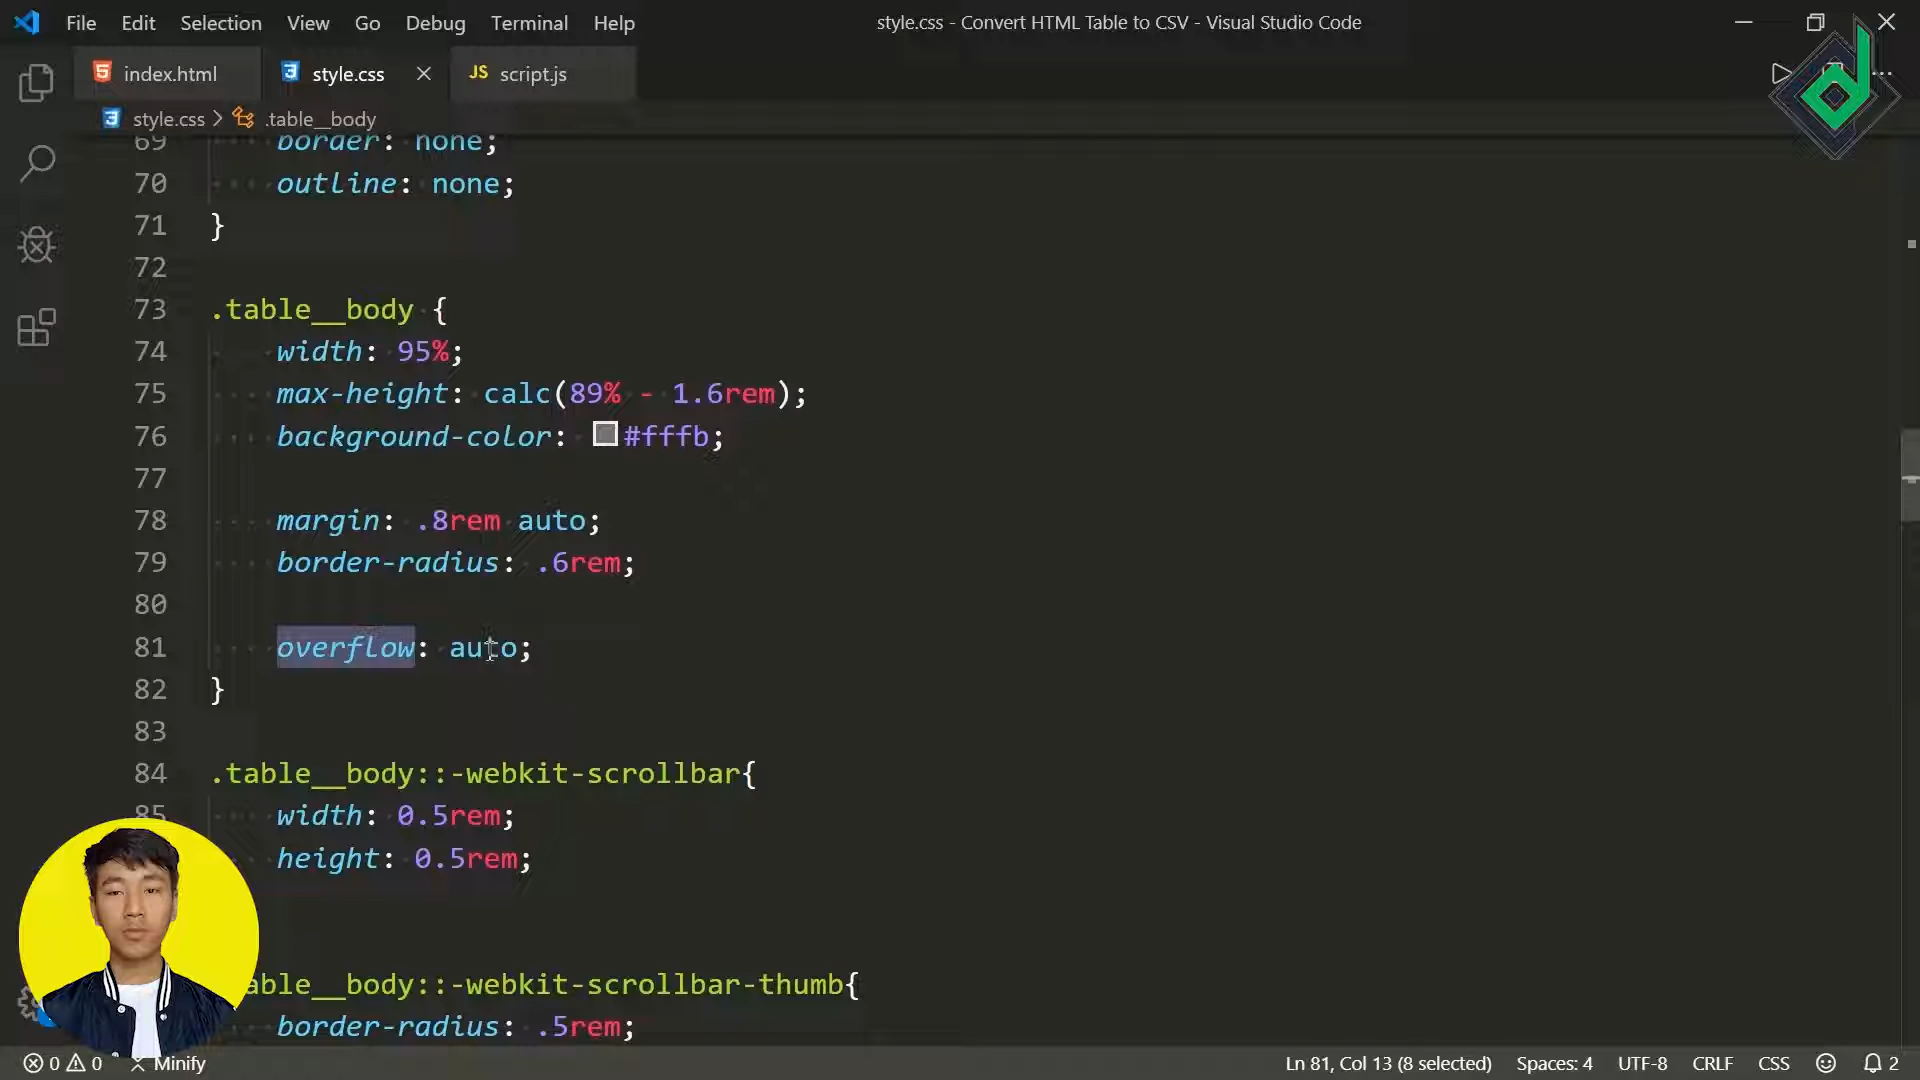 File Edit Selection View Go Debug Terminal Help style.css - Convert HTML Table to CSV - Visual Studio Code
index.html style.css JS script.js
style.css > .table__body
69 border: none;
70 outline: none;
71 }
72
73 .table__body {
74 width: 95%;
75 max-height: calc(89% - 1.6rem);
76 background-color: #fffb;
77
78 margin: .8rem auto;
79 border-radius: .6rem;
80
81 overflow: auto;
82 }
83
84 .table__body::-webkit-scrollbar{
85 width: 0.5rem;
height: 0.5rem;
able__body::-webkit-scrollbar-thumb{
border-radius: .5rem;
0 0 Minify Ln 81, Col 13 (8 selected) Spaces: 4 UTF-8 CRLF CSS 2